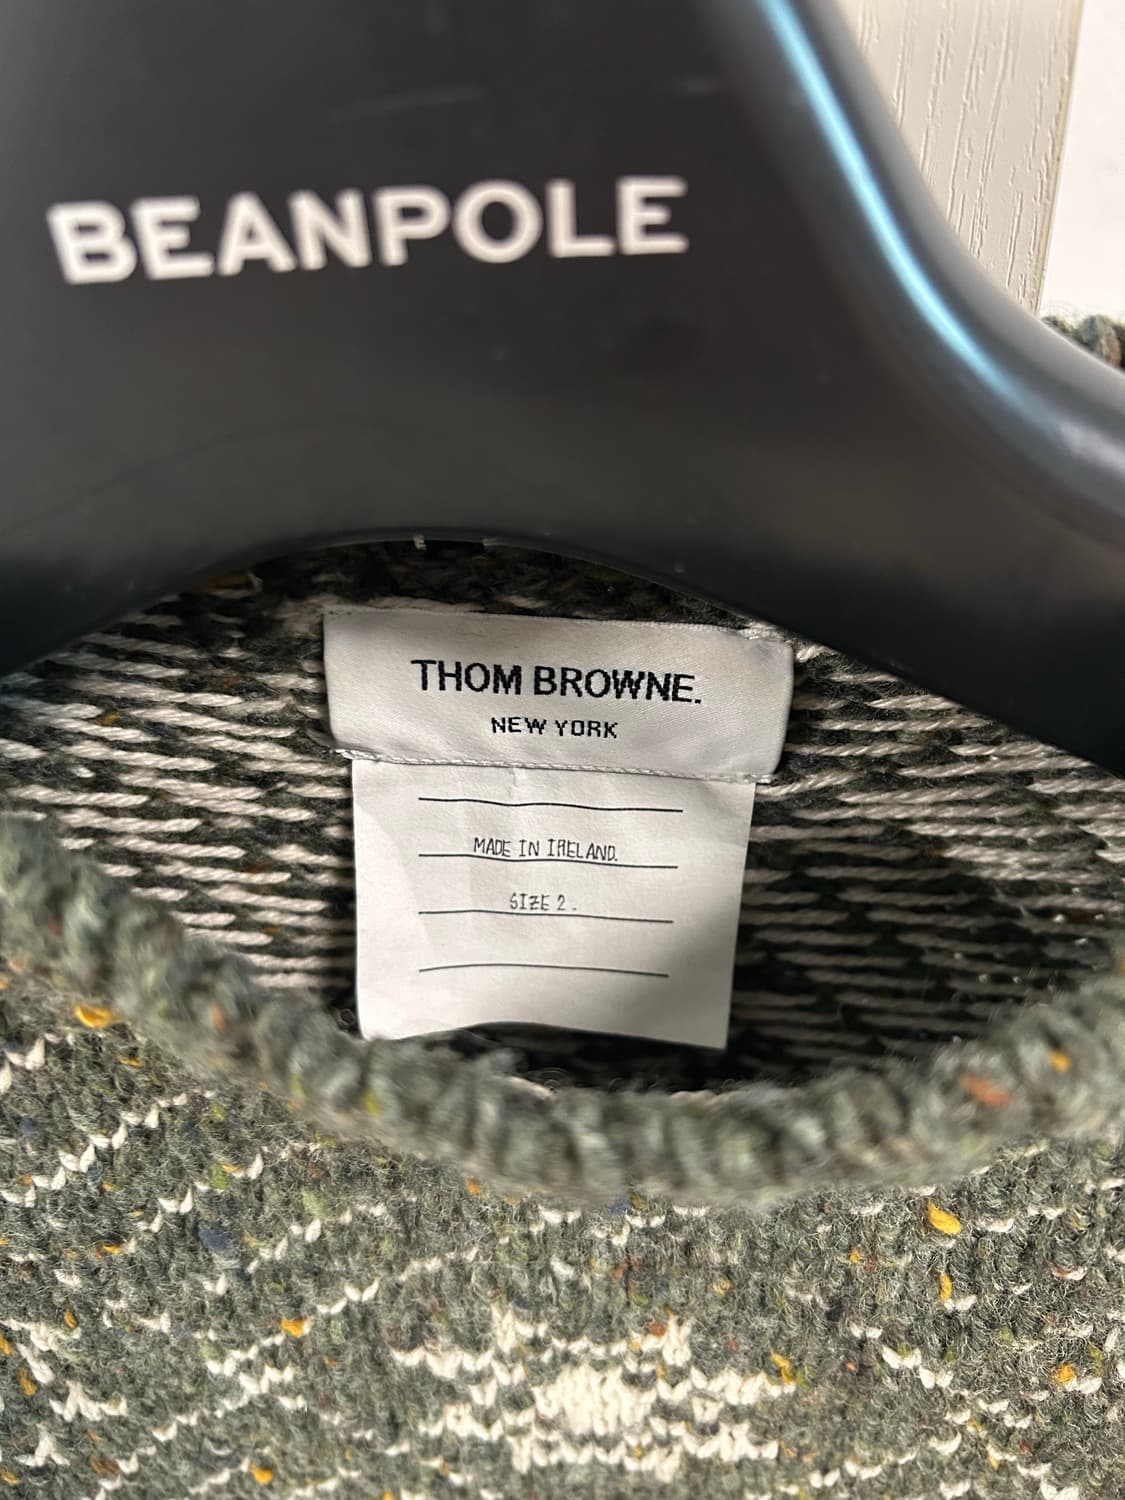 BEANPOLE
THOM BROWNE.
NEW YORK
MADE IN IRELAND.
SIZE 2.